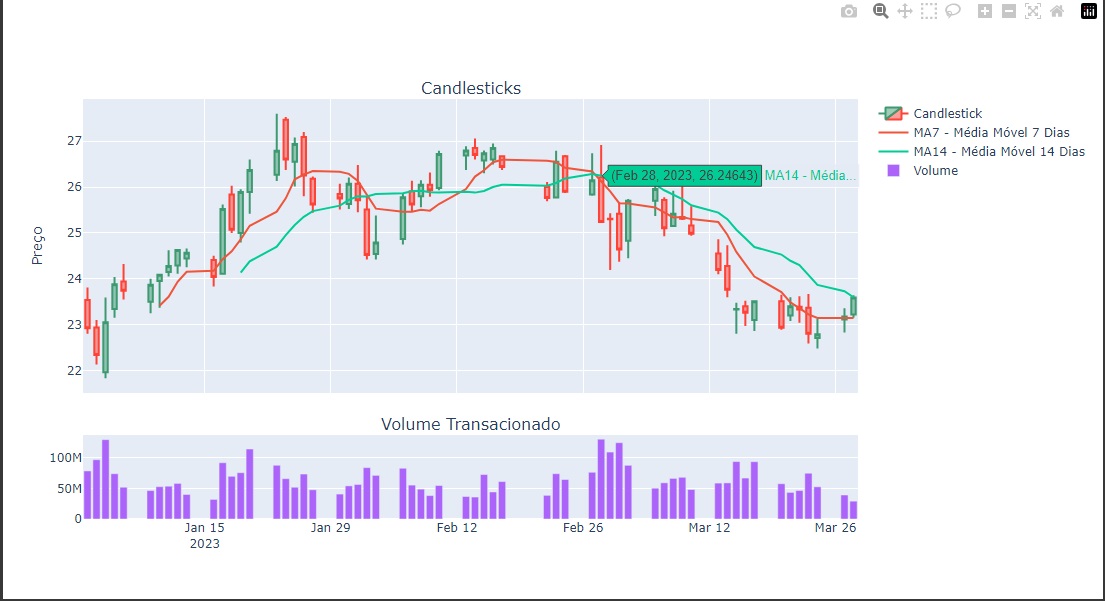 Candlesticks
Candlestick
MA7 - Média Móvel 7 Dias
MA14 - Média Móvel 14 Dias
Volume
Preço
27
26
25
24
23
22
(Feb 28, 2023, 26.24643) MA14 - Média...
Volume Transacionado
100M
50M
0
Jan 15 Jan 29 Feb 12 Feb 26 Mar 12 Mar 26
2023